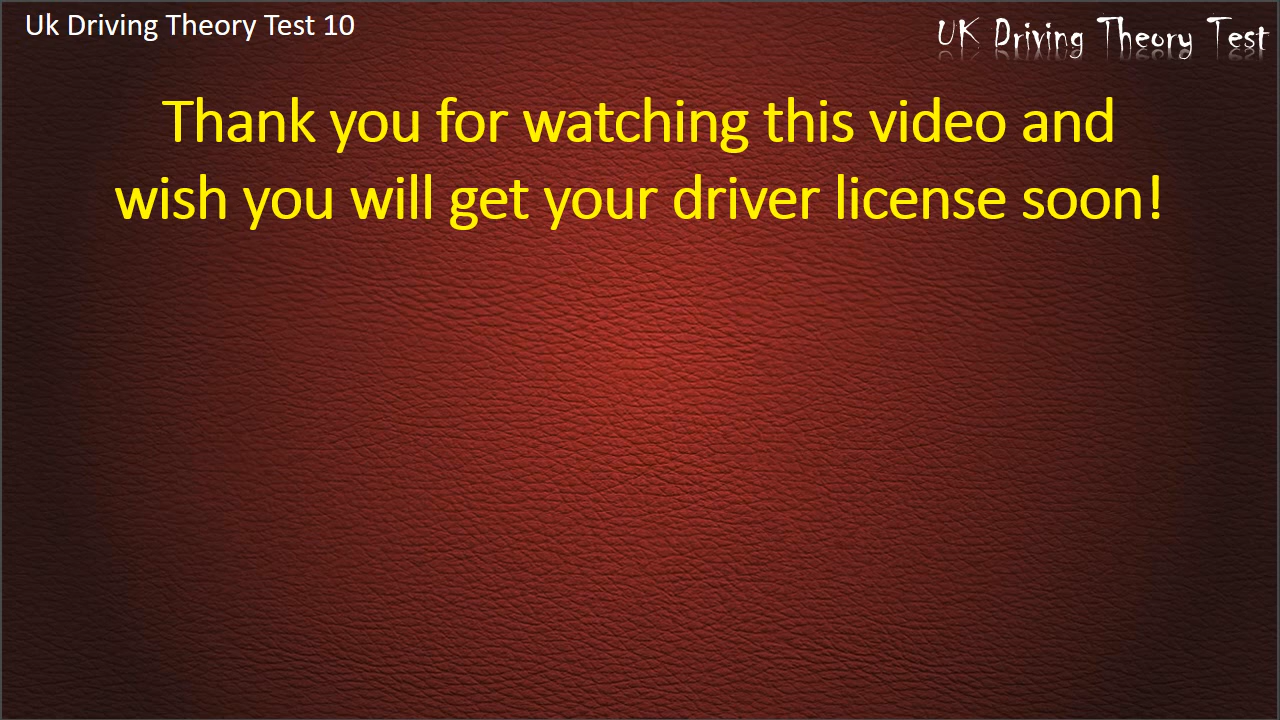 Uk Driving Theory Test 10
UK Driving Theory Test
Thank you for watching this video and
wish you will get your driver license soon!